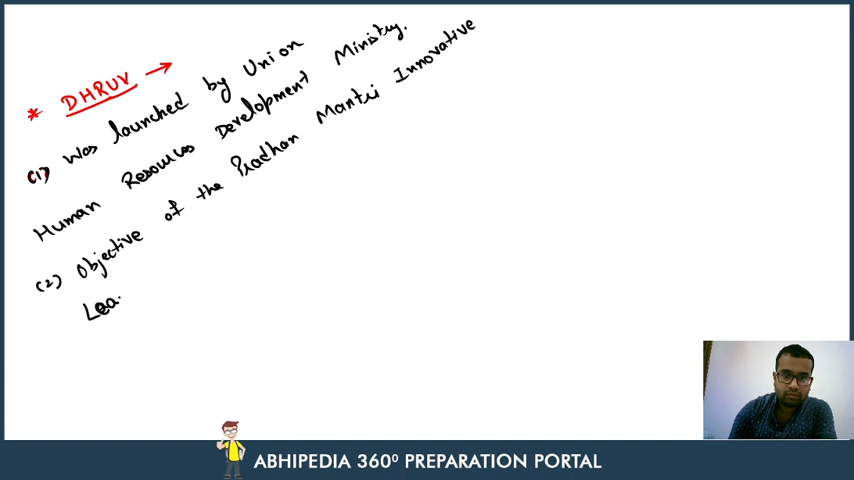 * DHRUV →
(1) was launched by Union
Human Resources Development Ministry.
(2) Objective of the Pradhan Mantri Innovative
Lea.
ABHIPEDIA 360° PREPARATION PORTAL